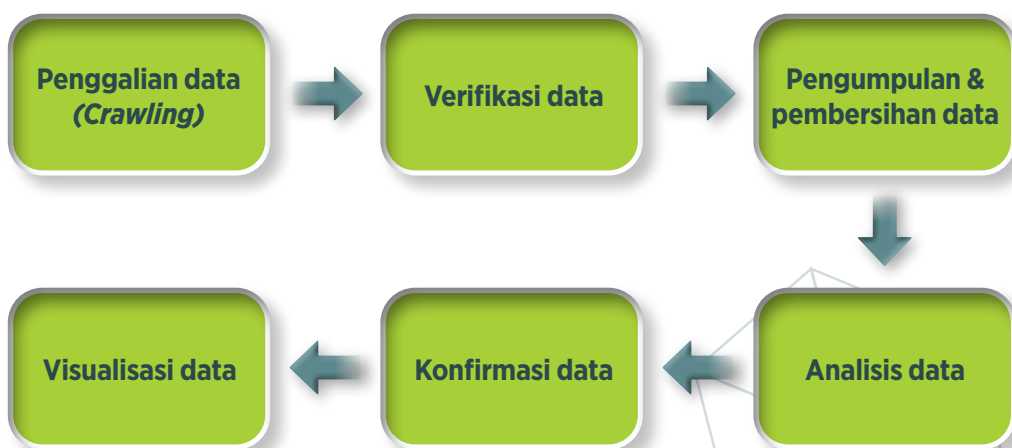 Penggalian data
(Crawling)
Verifikasi data
Pengumpulan &
pembersihan data
Analisis data
Konfirmasi data
Visualisasi data